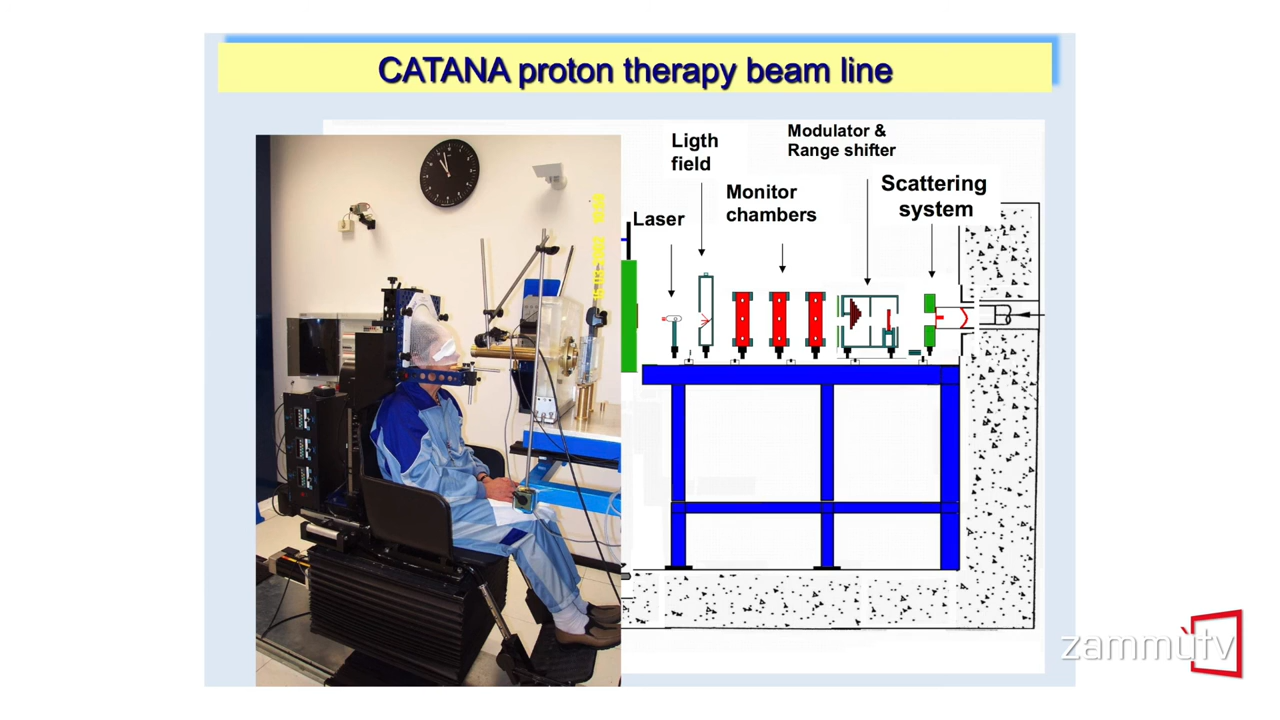 CATANA proton therapy beam line
Ligth
field
Modulator &
Range shifter
Monitor
chambers
Scattering
system
Laser
zammùtv